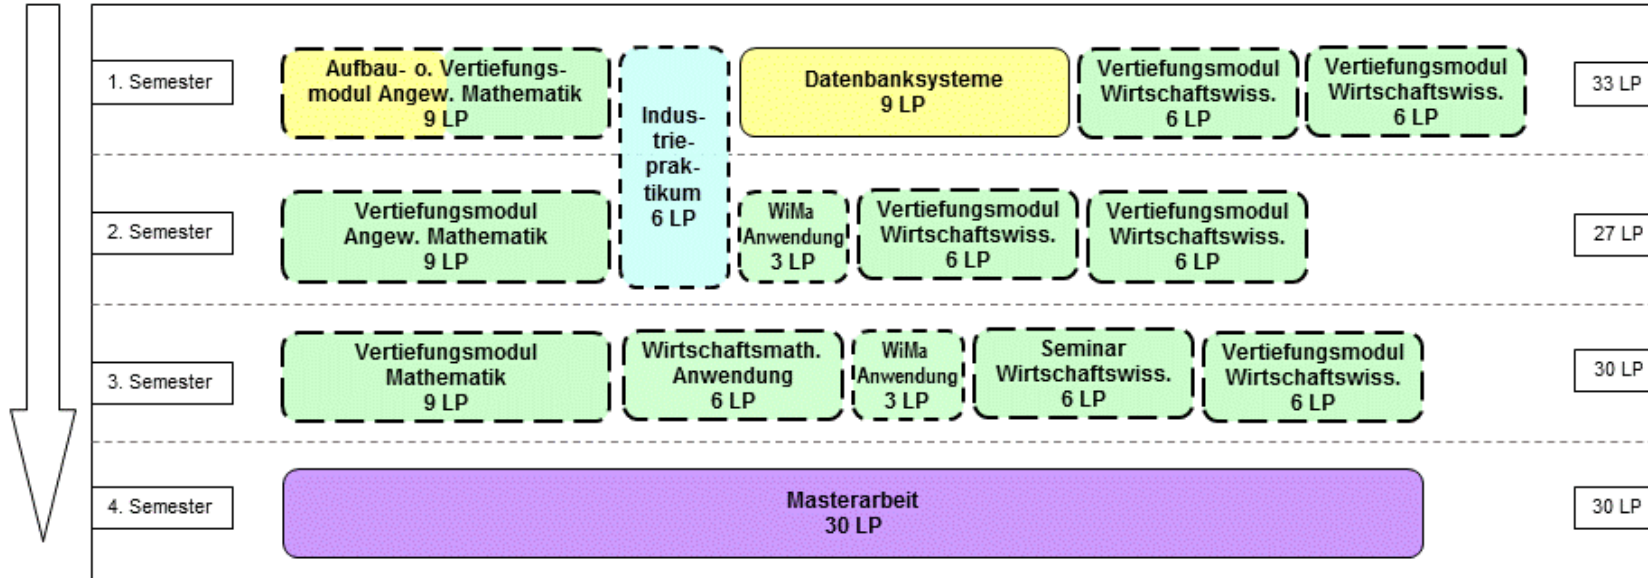 1. Semester
Aufbau- o. Vertiefungs-
modul Angew. Mathematik
9 LP
Indus-
trie-
prak-
tikum
6 LP
Datenbanksysteme
9 LP
Vertiefungsmodul
Wirtschaftswiss.
6 LP
Vertiefungsmodul
Wirtschaftswiss.
6 LP
33 LP
2. Semester
Vertiefungsmodul
Angew. Mathematik
9 LP
WiMa
Anwendung
3 LP
Vertiefungsmodul
Wirtschaftswiss.
6 LP
Vertiefungsmodul
Wirtschaftswiss.
6 LP
27 LP
3. Semester
Vertiefungsmodul
Mathematik
9 LP
Wirtschaftsmath.
Anwendung
6 LP
WiMa
Anwendung
3 LP
Seminar
Wirtschaftswiss.
6 LP
Vertiefungsmodul
Wirtschaftswiss.
6 LP
30 LP
4. Semester
Masterarbeit
30 LP
30 LP